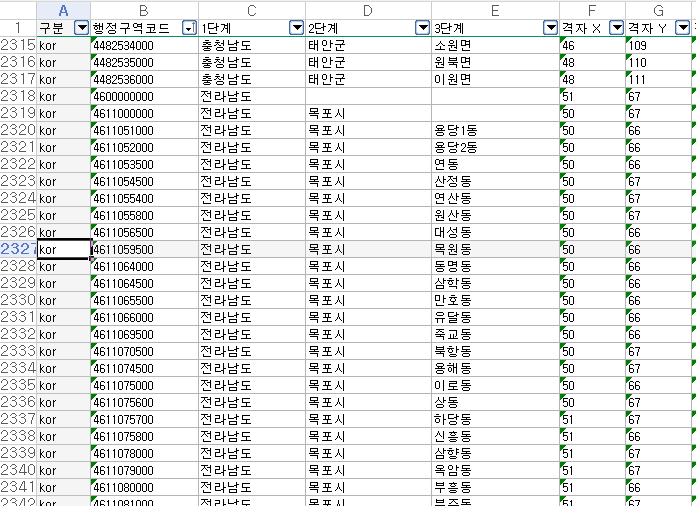 A B C D E F G
1 구분 행정구역코드 1단계 2단계 3단계 격자 X 격자 Y
2315 kor 4482534000 충청남도 태안군 소원면 46 109
2316 kor 4482535000 충청남도 태안군 원북면 48 110
2317 kor 4482536000 충청남도 태안군 이원면 48 111
2318 kor 4600000000 전라남도 51 67
2319 kor 4611000000 전라남도 목포시 50 67
2320 kor 4611051000 전라남도 목포시 용당1동 50 66
2321 kor 4611052000 전라남도 목포시 용당2동 50 66
2322 kor 4611053500 전라남도 목포시 연동 50 66
2323 kor 4611054500 전라남도 목포시 산정동 50 67
2324 kor 4611055400 전라남도 목포시 연산동 50 67
2325 kor 4611055800 전라남도 목포시 원산동 50 67
2326 kor 4611056500 전라남도 목포시 대성동 50 66
2327 kor 4611059500 전라남도 목포시 목원동 50 66
2328 kor 4611064000 전라남도 목포시 동명동 50 66
2329 kor 4611064500 전라남도 목포시 삼학동 50 66
2330 kor 4611065500 전라남도 목포시 만호동 50 66
2331 kor 4611066000 전라남도 목포시 유달동 50 66
2332 kor 4611069500 전라남도 목포시 죽교동 50 66
2333 kor 4611070500 전라남도 목포시 북항동 50 67
2334 kor 4611074500 전라남도 목포시 용해동 50 67
2335 kor 4611075000 전라남도 목포시 이로동 50 66
2336 kor 4611075600 전라남도 목포시 상동 50 67
2337 kor 4611075700 전라남도 목포시 하당동 51 67
2338 kor 4611075800 전라남도 목포시 신흥동 51 66
2339 kor 4611078000 전라남도 목포시 삼향동 51 67
2340 kor 4611079000 전라남도 목포시 옥암동 51 67
2341 kor 4611080000 전라남도 목포시 부흥동 51 66
2342 kor 4611081000 전라남도 목포시 부주동 51 67